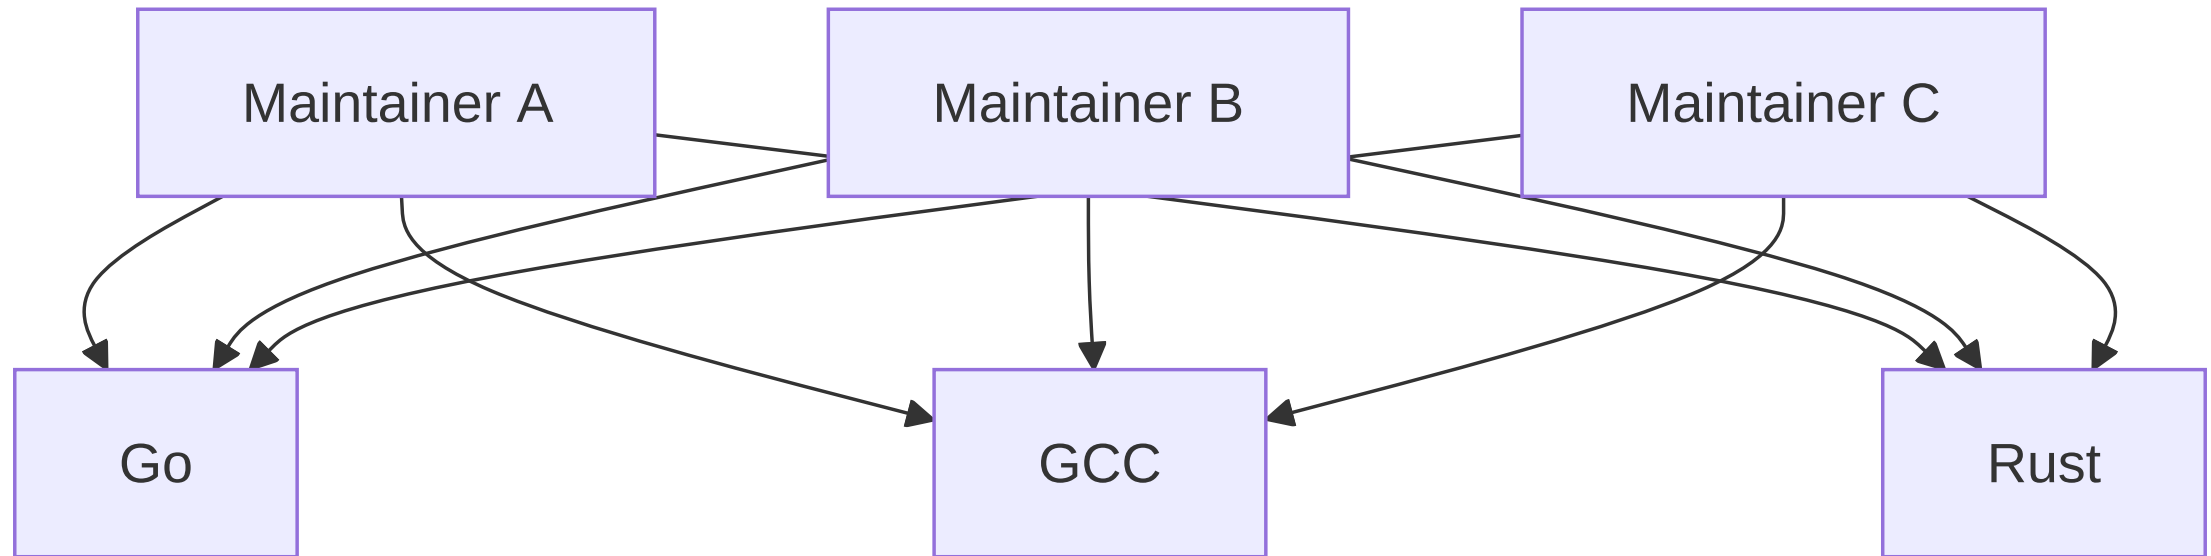 Maintainer A
Maintainer B
Maintainer C
Go
GCC
Rust